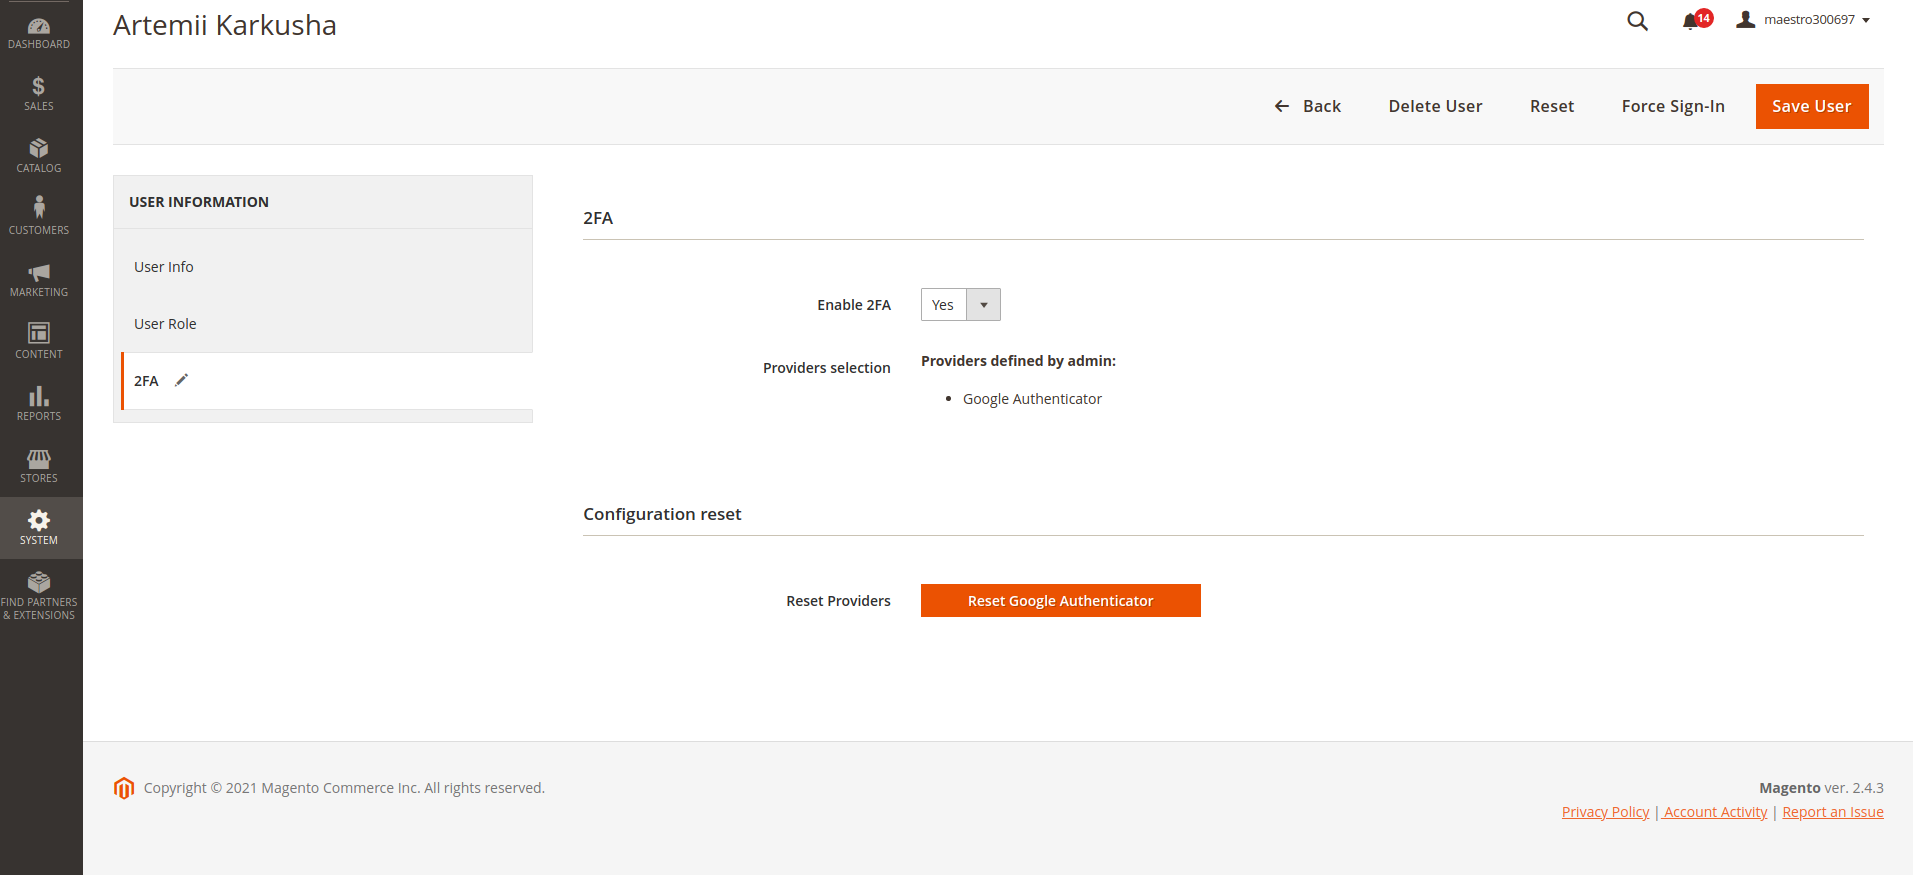 Artemii Karkusha
14
maestro300697
DASHBOARD
SALES
CATALOG
CUSTOMERS
MARKETING
CONTENT
REPORTS
STORES
SYSTEM
FIND PARTNERS
& EXTENSIONS
Back
Delete User
Reset
Force Sign-In
Save User
USER INFORMATION
User Info
User Role
2FA
2FA
Enable 2FA
Yes
Providers selection
Providers defined by admin:
• Google Authenticator
Configuration reset
Reset Providers
Reset Google Authenticator
Copyright © 2021 Magento Commerce Inc. All rights reserved.
Magento ver. 2.4.3
Privacy Policy | Account Activity | Report an Issue